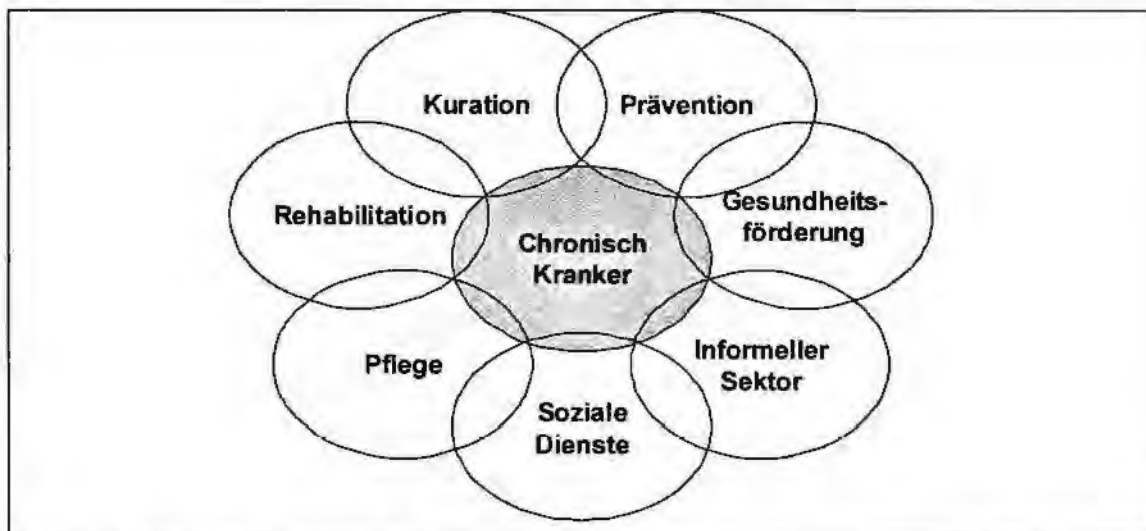 Kuration
Prävention
Rehabilitation
Gesundheits-
förderung
Chronisch
Kranker
Pflege
Informeller
Sektor
Soziale
Dienste